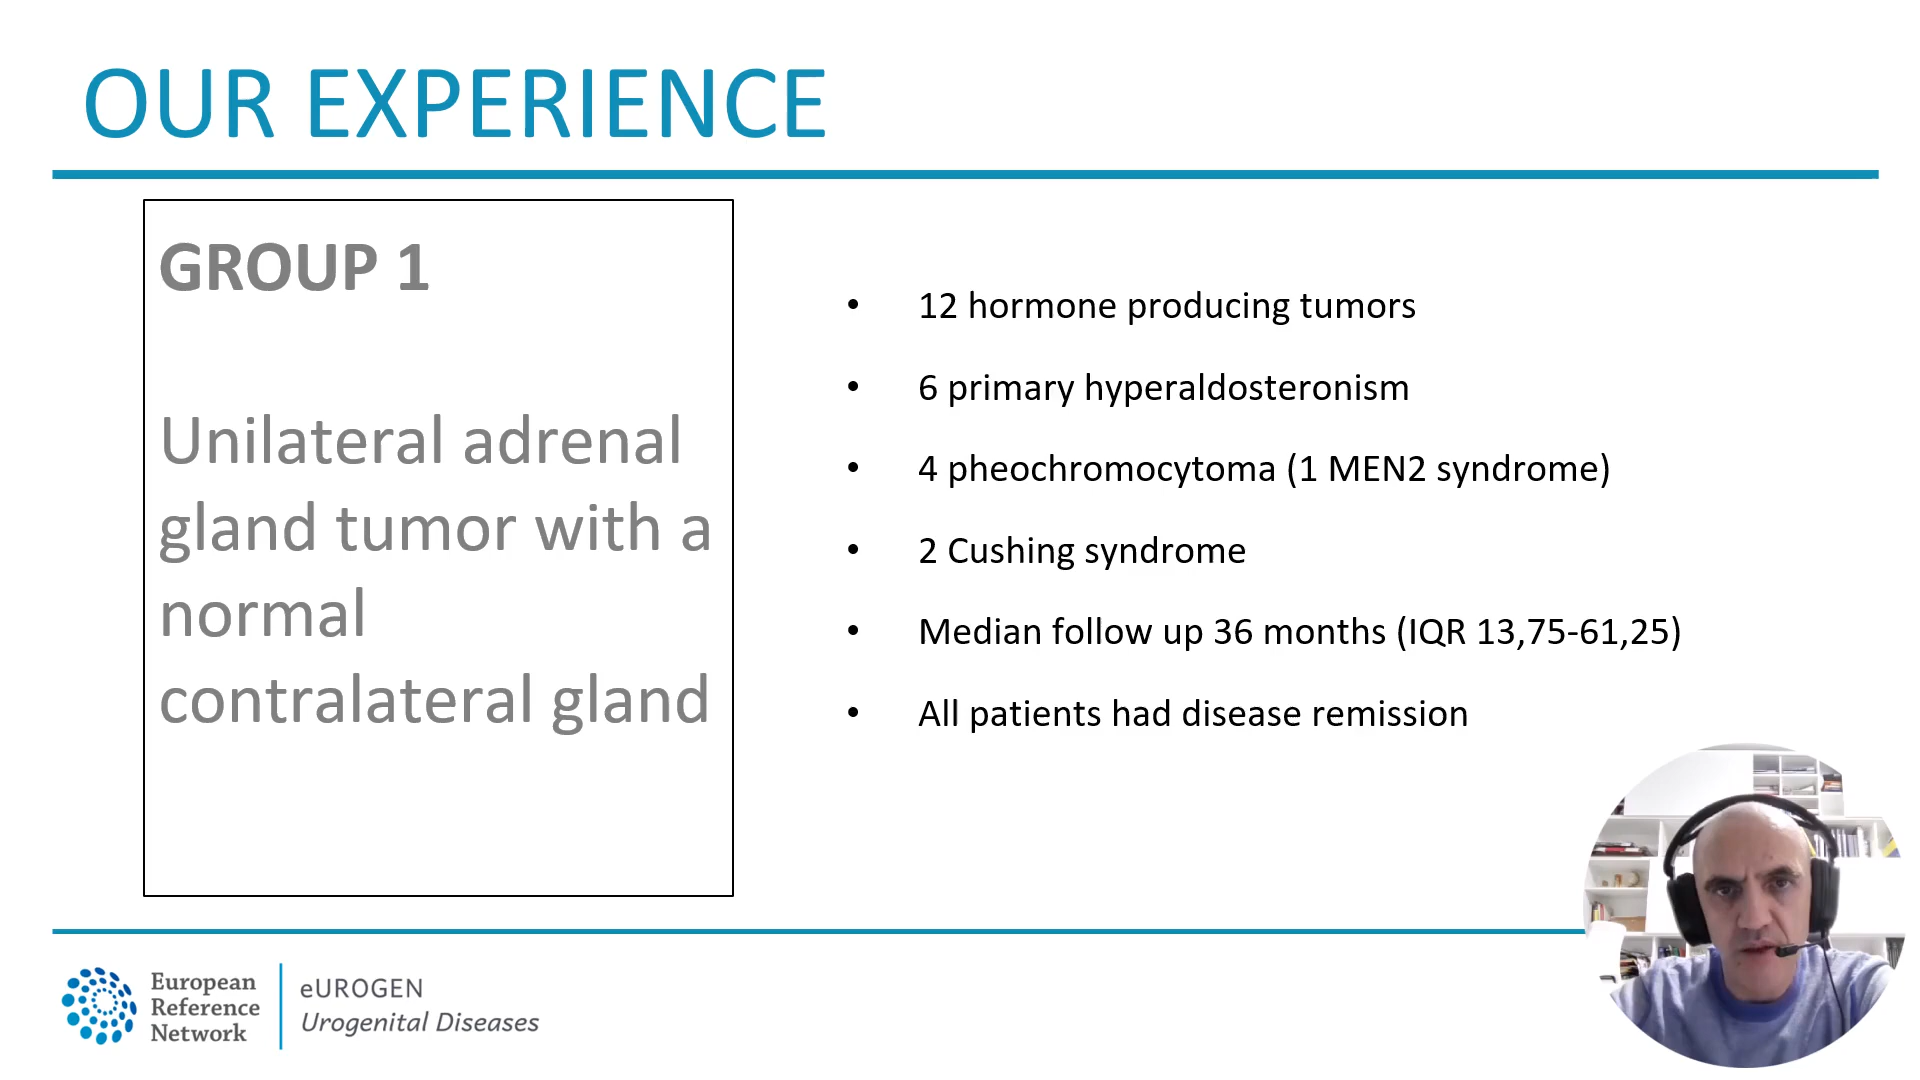 OUR EXPERIENCE
GROUP 1
Unilateral adrenal
gland tumor with a
normal
contralateral gland
• 12 hormone producing tumors
• 6 primary hyperaldosteronism
• 4 pheochromocytoma (1 MEN2 syndrome)
• 2 Cushing syndrome
• Median follow up 36 months (IQR 13,75-61,25)
• All patients had disease remission
European
Reference
Network
eUROGEN
Urogenital Diseases